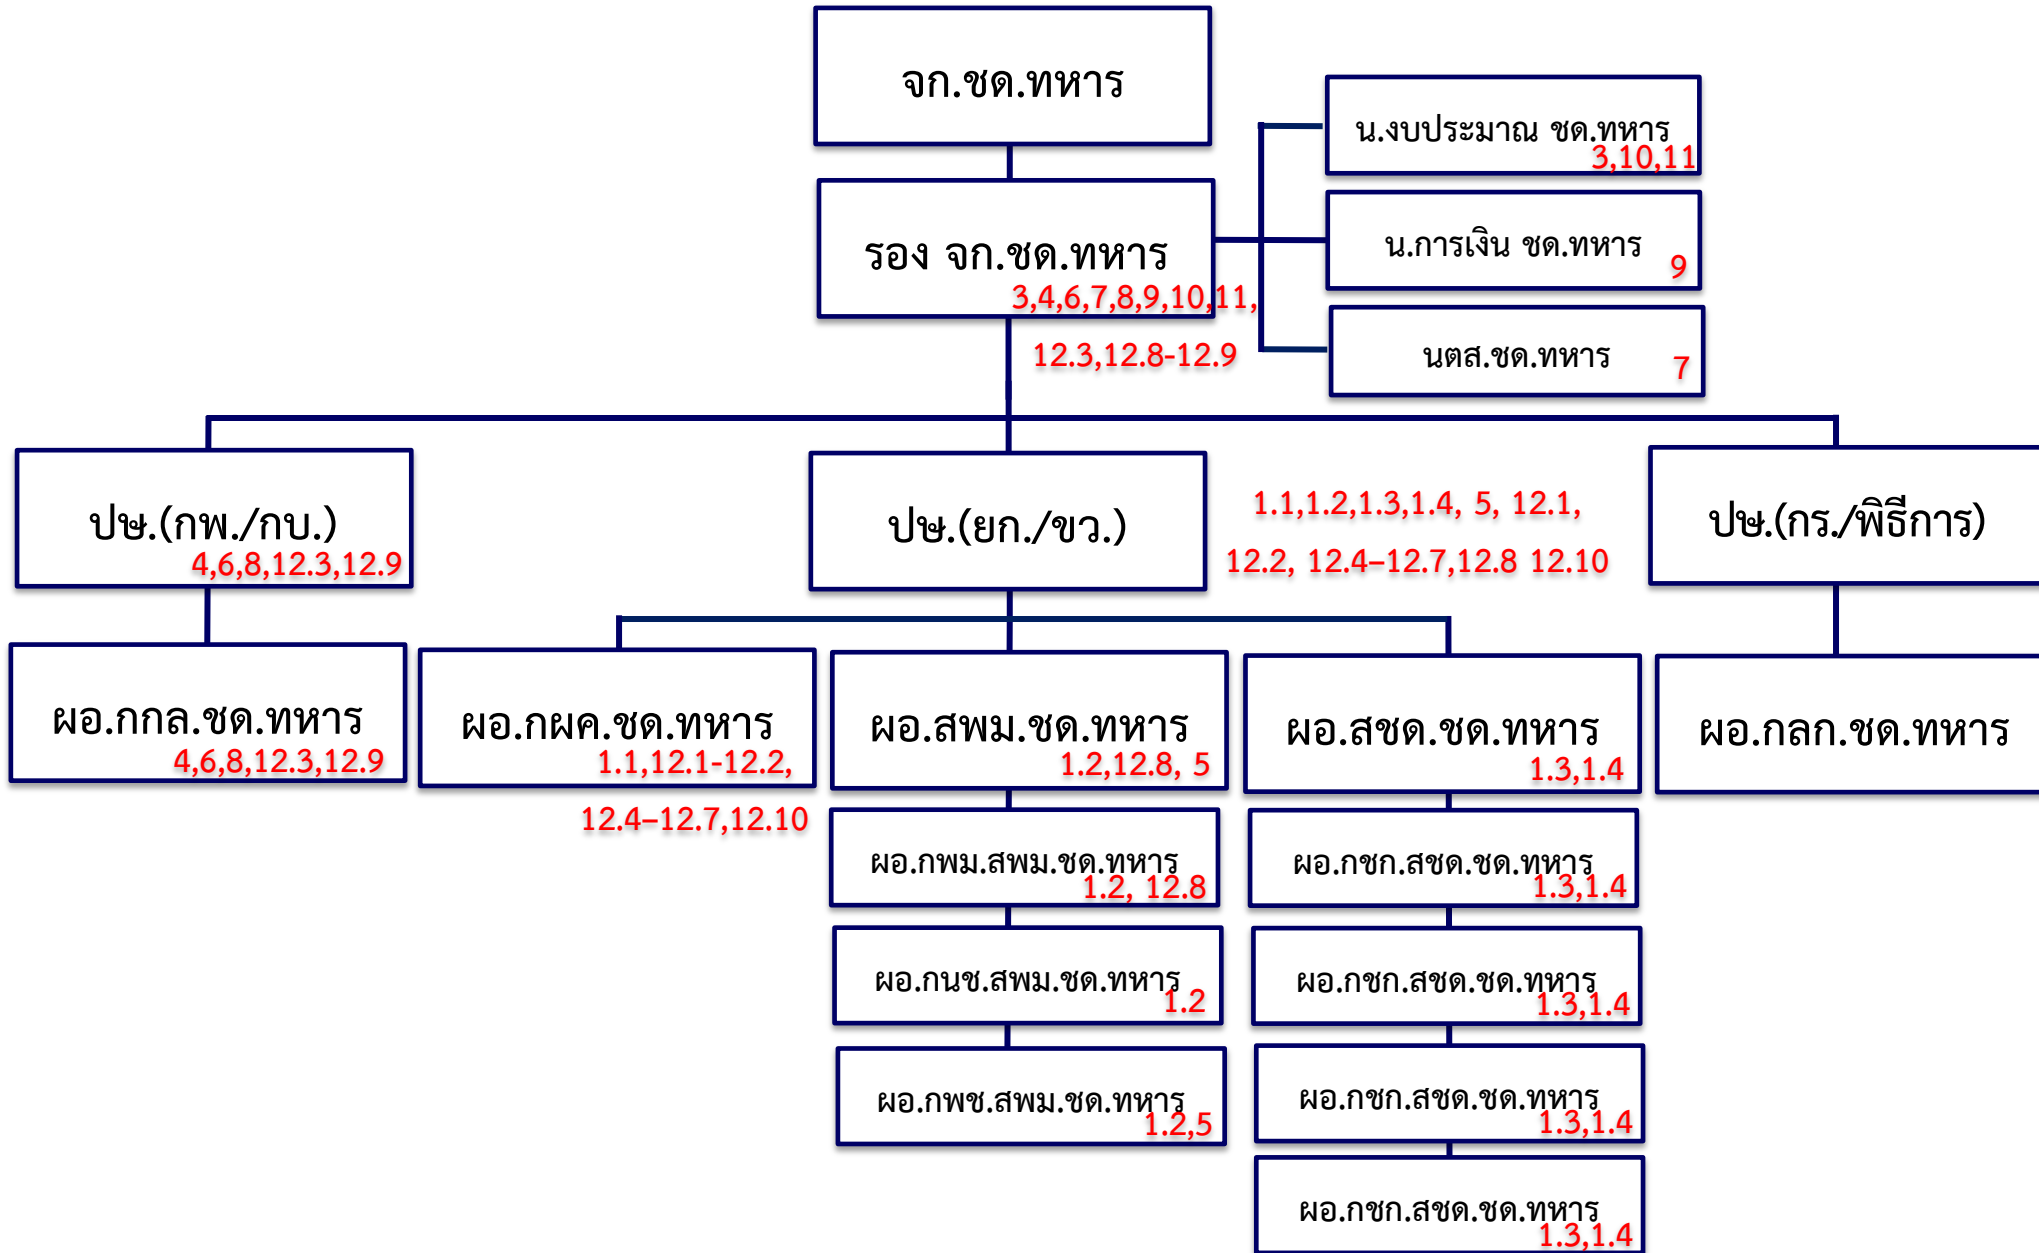 จก.ชด.ทหาร
น.งบประมาณ ชด.ทหาร
3,10,11
รอง จก.ชด.ทหาร
3,4,6,7,8,9,10,11,
12.3,12.8-12.9
น.การเงิน ชด.ทหาร
9
นตส.ชด.ทหาร
7
ปษ.(กพ./กบ.)
4,6,8,12.3,12.9
ปษ.(ยก./ขว.)
1.1,1.2,1.3,1.4, 5, 12.1,
12.2, 12.4–12.7,12.8 12.10
ปษ.(กร./พิธีการ)
ผอ.กกล.ชด.ทหาร
4,6,8,12.3,12.9
ผอ.กผค.ชด.ทหาร
1.1,12.1-12.2,
12.4–12.7,12.10
ผอ.สพม.ชด.ทหาร
1.2,12.8, 5
ผอ.สชด.ชด.ทหาร
1.3,1.4
ผอ.กลก.ชด.ทหาร
ผอ.กพม.สพม.ชด.ทหาร
1.2, 12.8
ผอ.กชก.สชด.ชด.ทหาร
1.3,1.4
ผอ.กนช.สพม.ชด.ทหาร
1.2
ผอ.กชก.สชด.ชด.ทหาร
1.3,1.4
ผอ.กพช.สพม.ชด.ทหาร
1.2,5
ผอ.กชก.สชด.ชด.ทหาร
1.3,1.4
ผอ.กชก.สชด.ชด.ทหาร
1.3,1.4